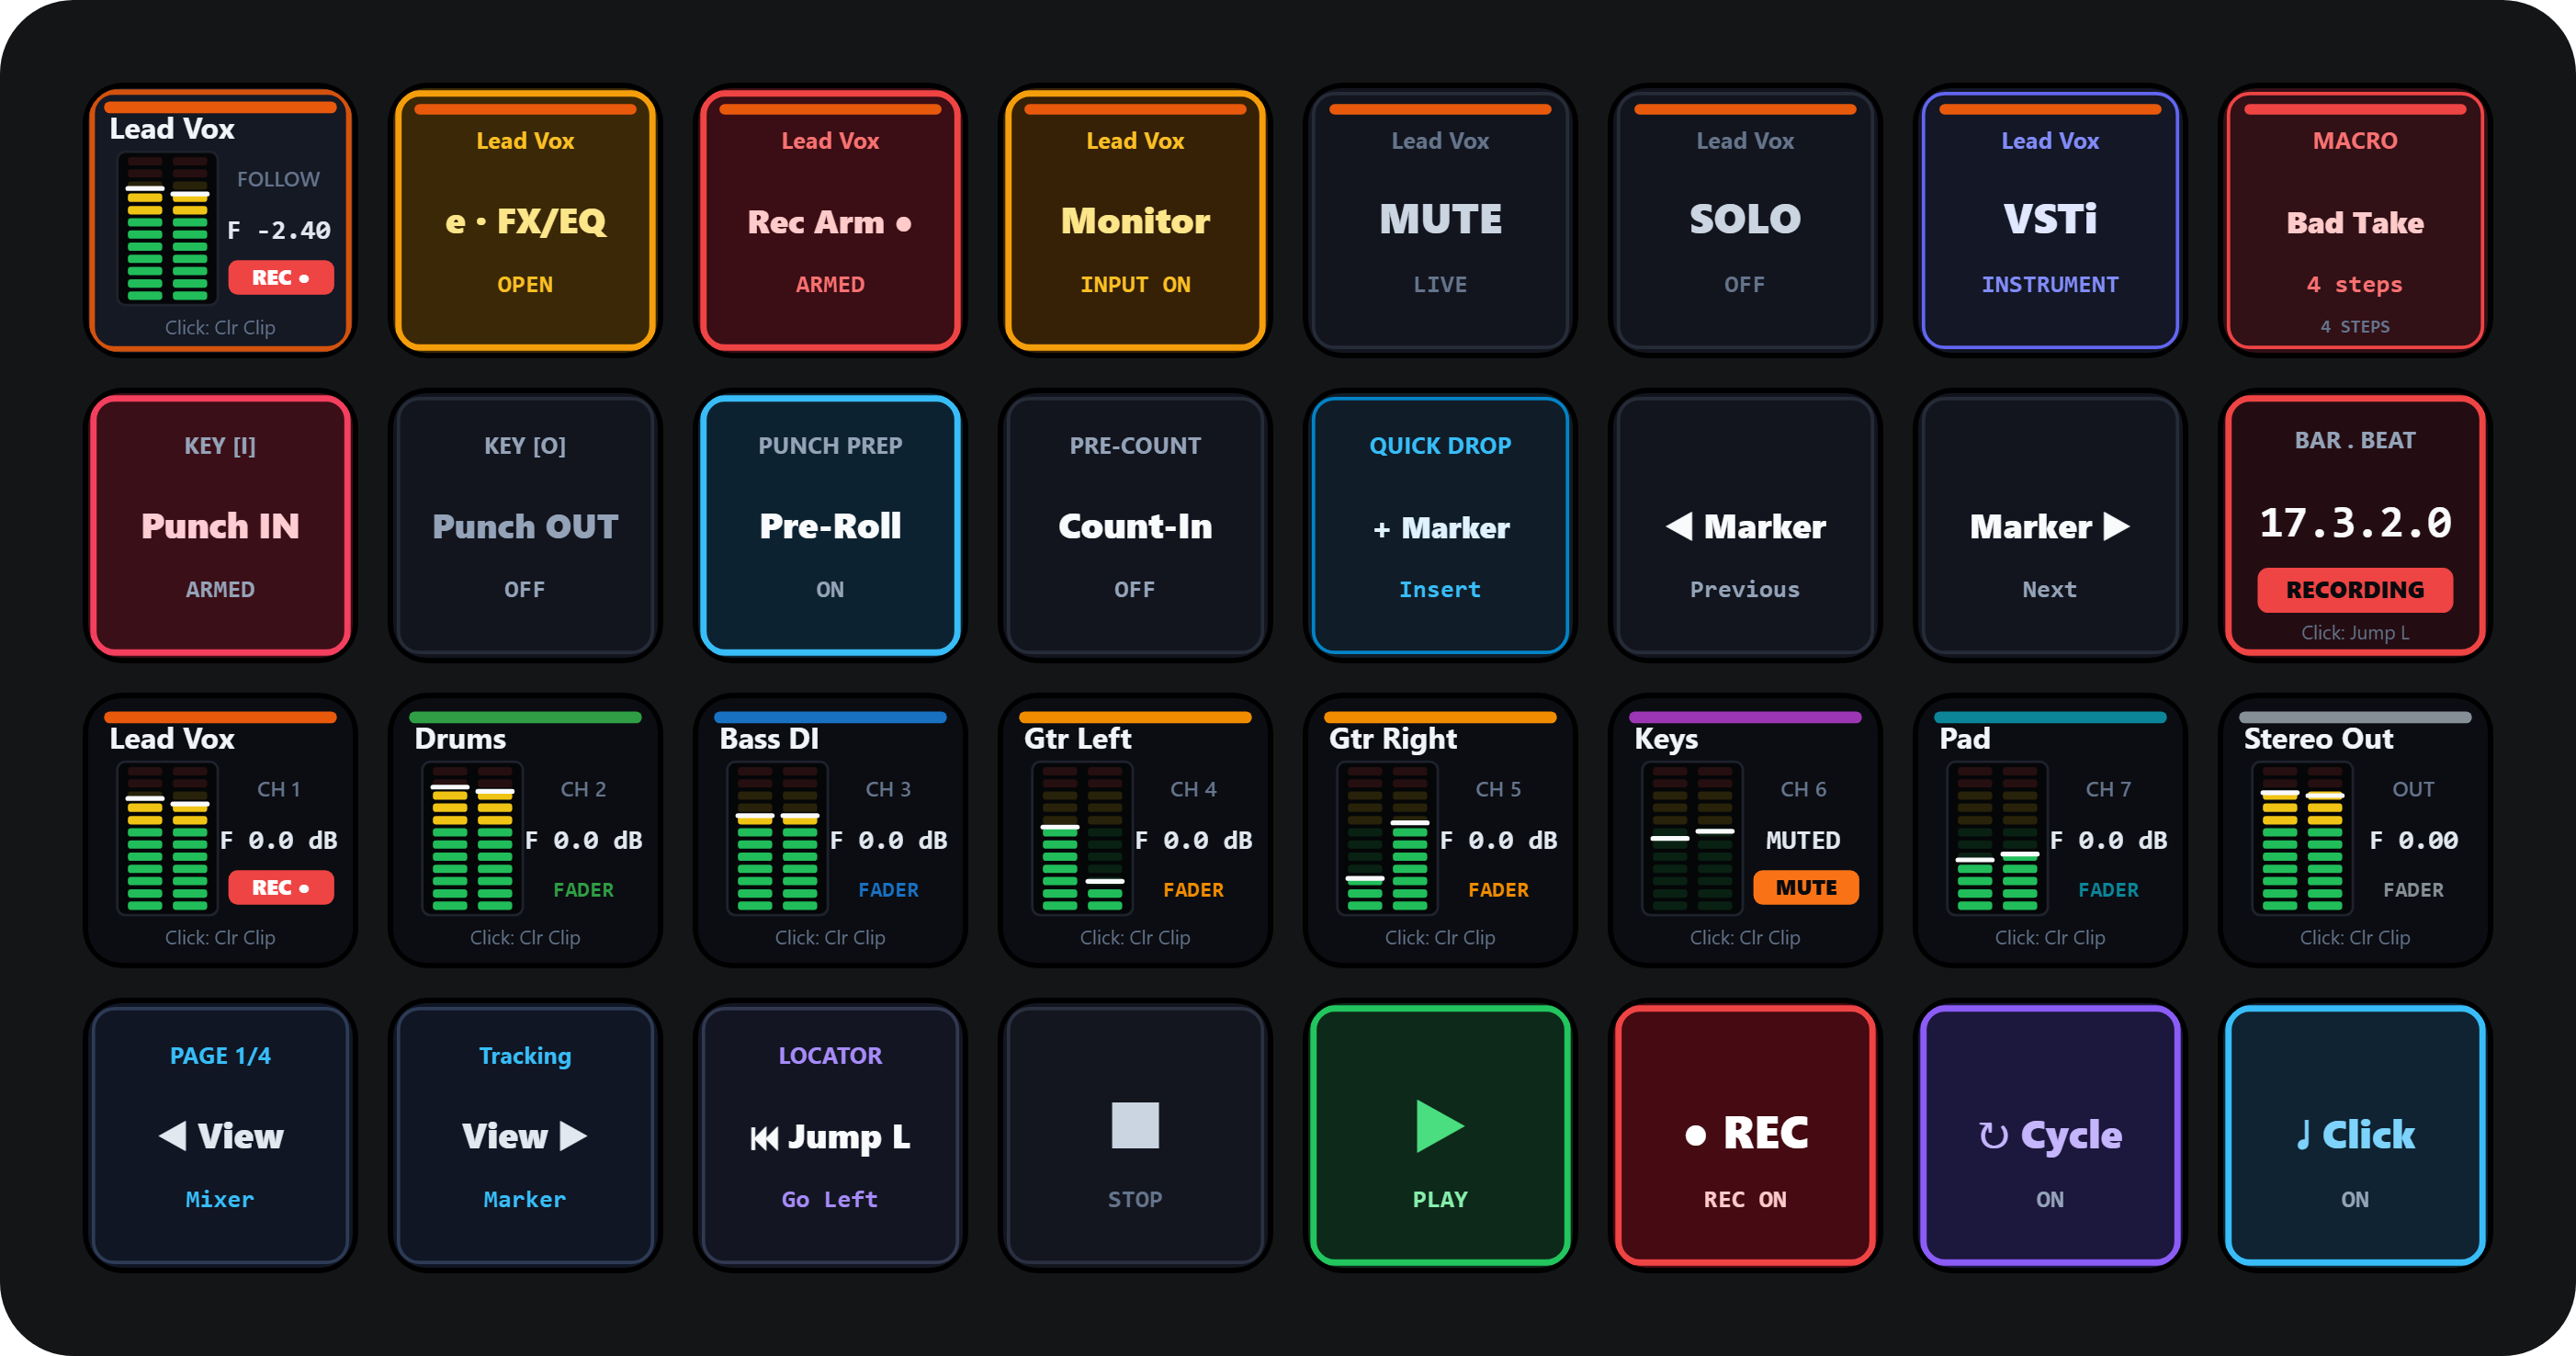 Lead Vox
FOLLOW
F -2.40
REC ●
Click: Clr Clip
Lead Vox
e · FX/EQ
OPEN
Lead Vox
Rec Arm ●
ARMED
Lead Vox
Monitor
INPUT ON
Lead Vox
MUTE
LIVE
Lead Vox
SOLO
OFF
Lead Vox
VSTi
INSTRUMENT
MACRO
Bad Take
4 steps
4 STEPS
KEY [I]
Punch IN
ARMED
KEY [O]
Punch OUT
OFF
PUNCH PREP
Pre-Roll
ON
PRE-COUNT
Count-In
OFF
QUICK DROP
+ Marker
Insert
◀ Marker
Previous
Marker ▶
Next
BAR . BEAT
17.3.2.0
RECORDING
Click: Jump L
Lead Vox
CH 1
F 0.0 dB
REC ●
Click: Clr Clip
Drums
CH 2
F 0.0 dB
FADER
Click: Clr Clip
Bass DI
CH 3
F 0.0 dB
FADER
Click: Clr Clip
Gtr Left
CH 4
F 0.0 dB
FADER
Click: Clr Clip
Gtr Right
CH 5
F 0.0 dB
FADER
Click: Clr Clip
Keys
CH 6
MUTED
MUTE
Click: Clr Clip
Pad
CH 7
F 0.0 dB
FADER
Click: Clr Clip
Stereo Out
OUT
F 0.00
FADER
Click: Clr Clip
PAGE 1/4
◀ View
Mixer
Tracking
View ▶
Marker
LOCATOR
⏮ Jump L
Go Left
STOP
PLAY
● REC
REC ON
↻ Cycle
ON
♩ Click
ON